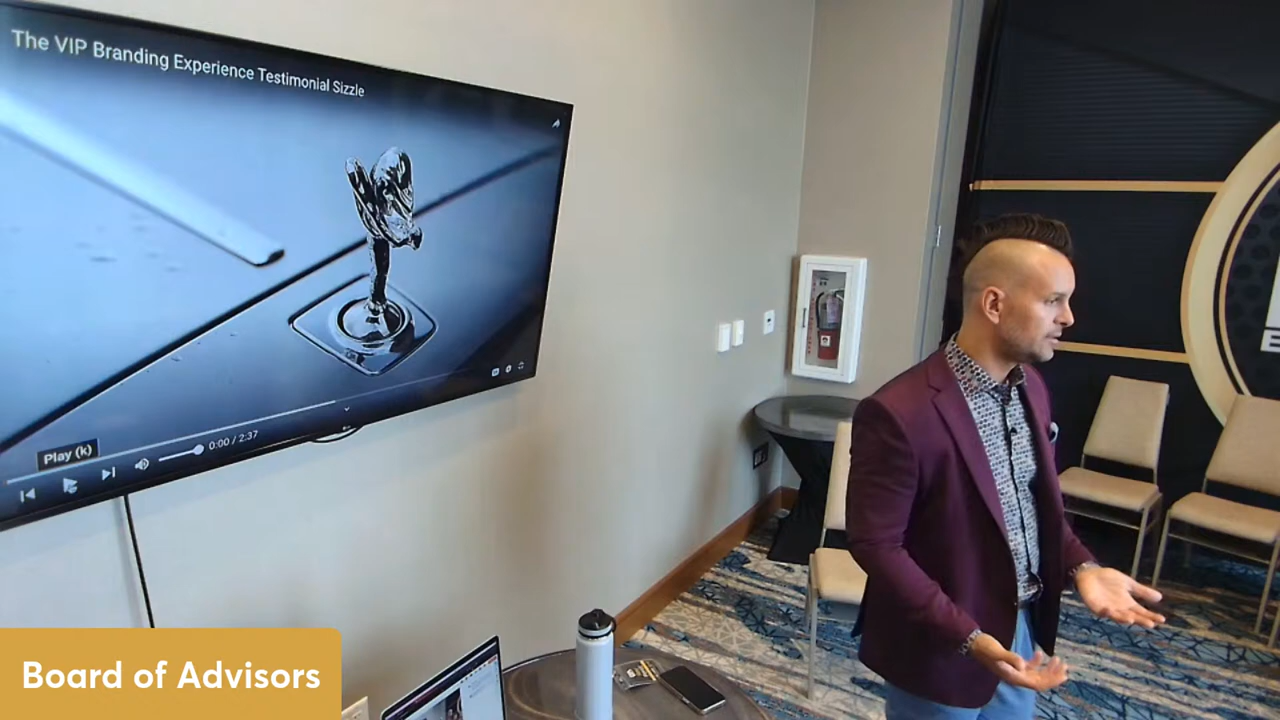 The VIP Branding Experience Testimonial Sizzle
Play (k)
0:00 / 2:37
Board of Advisors